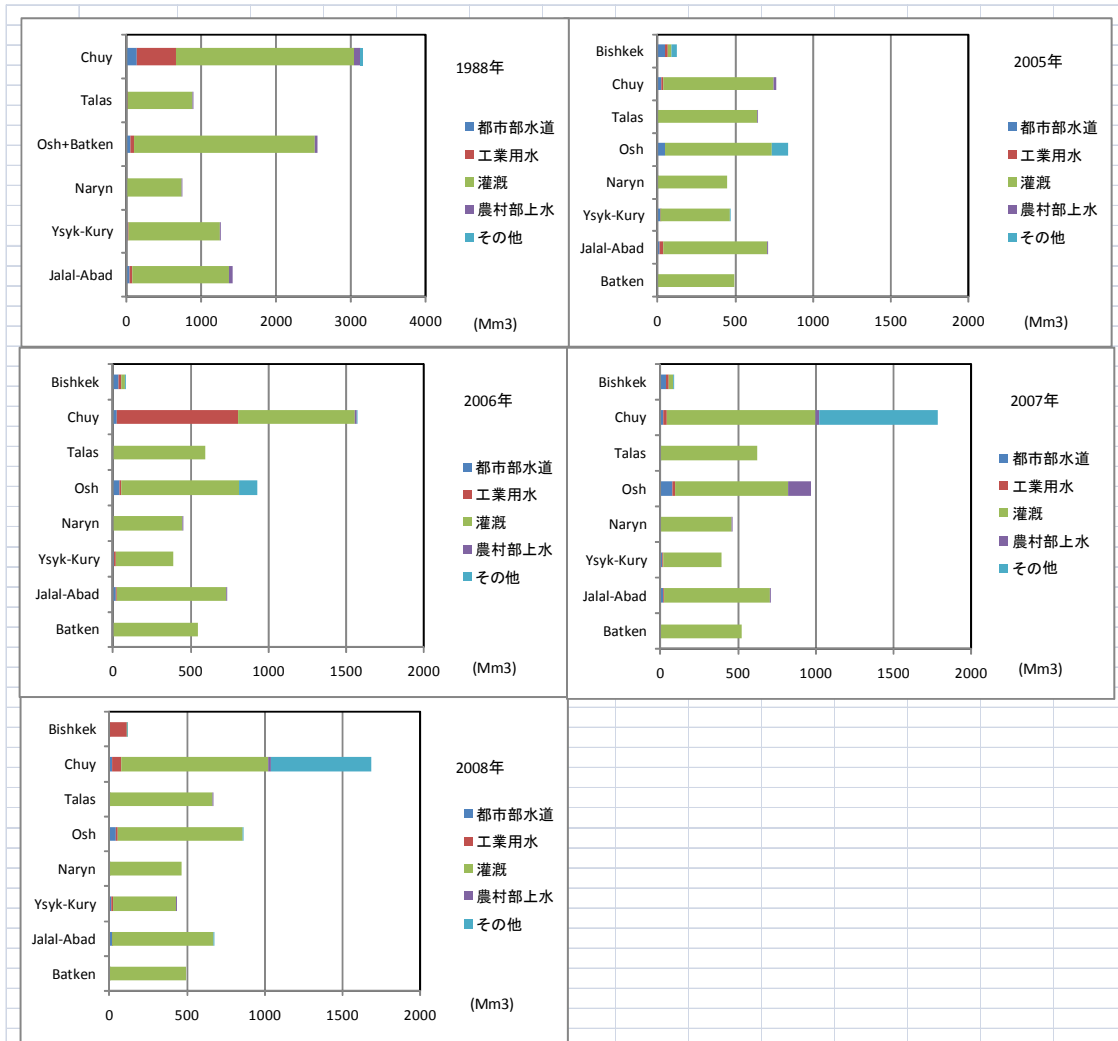 Chuy
Talas
Osh+Batken
Naryn
Ysyk-Kury
Jalal-Abad
0 1000 2000 3000 4000
(Mm3)
1988年
都市部水道
工業用水
灌漑
農村部上水
その他
Bishkek
Chuy
Talas
Osh
Naryn
Ysyk-Kury
Jalal-Abad
Batken
0 500 1000 1500 2000
(Mm3)
2005年
都市部水道
工業用水
灌漑
農村部上水
その他
Bishkek
Chuy
Talas
Osh
Naryn
Ysyk-Kury
Jalal-Abad
Batken
0 500 1000 1500 2000
(Mm3)
2006年
都市部水道
工業用水
灌漑
農村部上水
その他
Bishkek
Chuy
Talas
Osh
Naryn
Ysyk-Kury
Jalal-Abad
Batken
0 500 1000 1500 2000
(Mm3)
2007年
都市部水道
工業用水
灌漑
農村部上水
その他
Bishkek
Chuy
Talas
Osh
Naryn
Ysyk-Kury
Jalal-Abad
Batken
0 500 1000 1500 2000
(Mm3)
2008年
都市部水道
工業用水
灌漑
農村部上水
その他